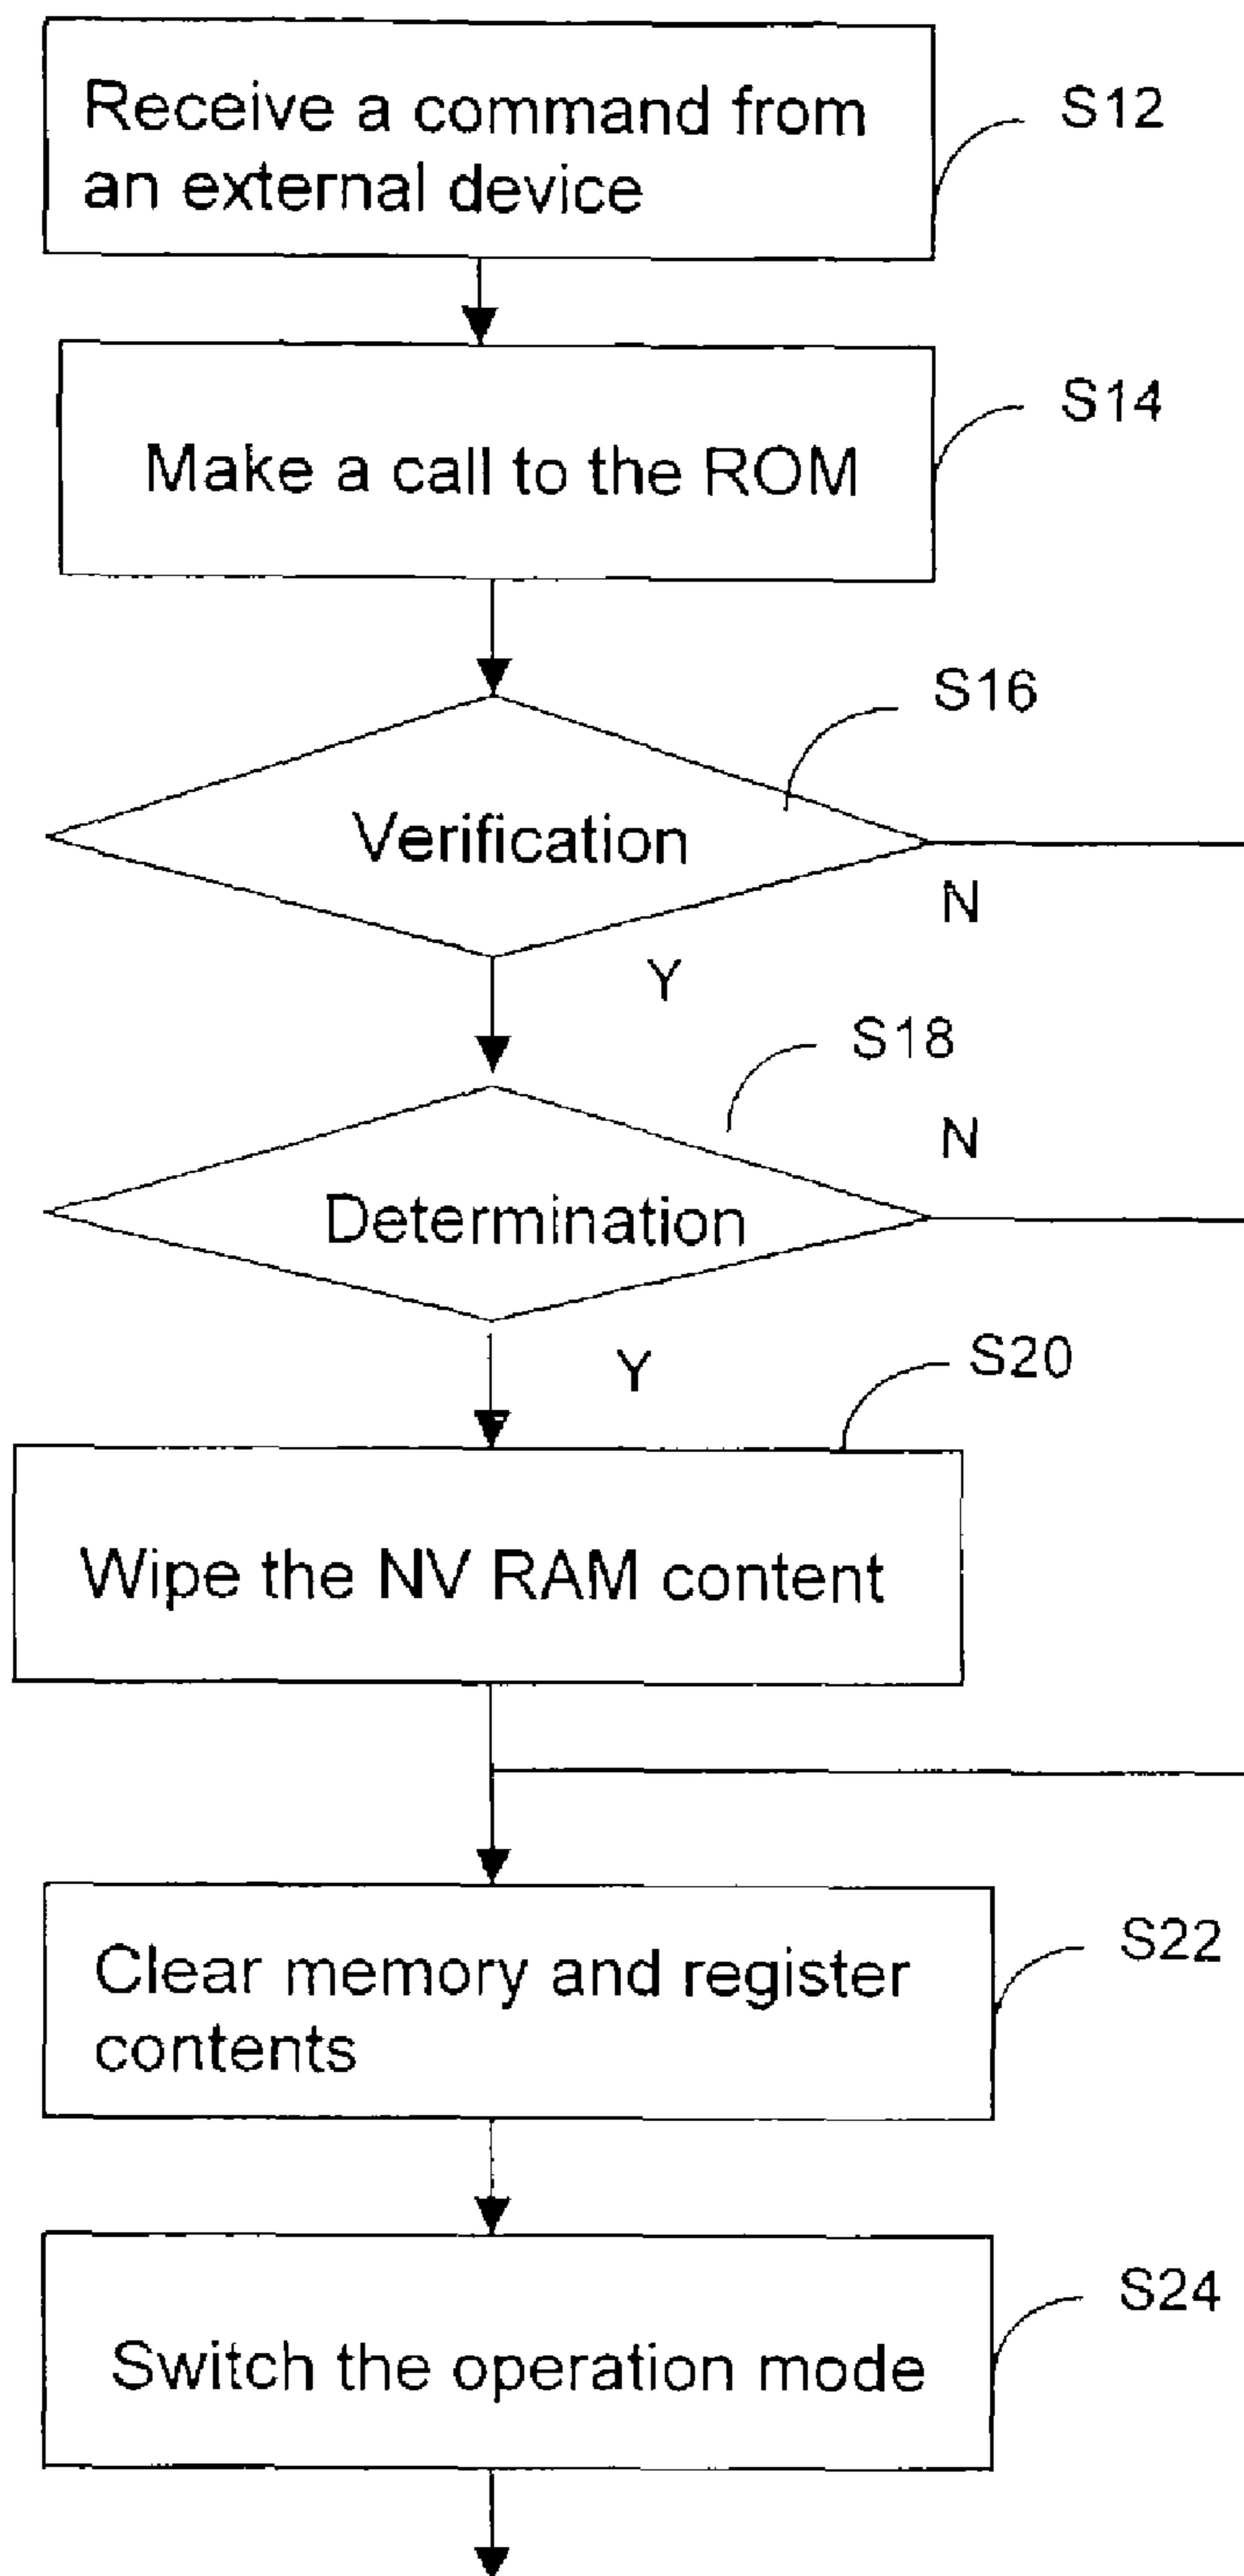 Receive a command from
an external device
S12
Make a call to the ROM
S14
S16
Verification
N
Y
S18
N
Determination
Y
S20
Wipe the NV RAM content
Clear memory and register
contents
S22
Switch the operation mode
S24